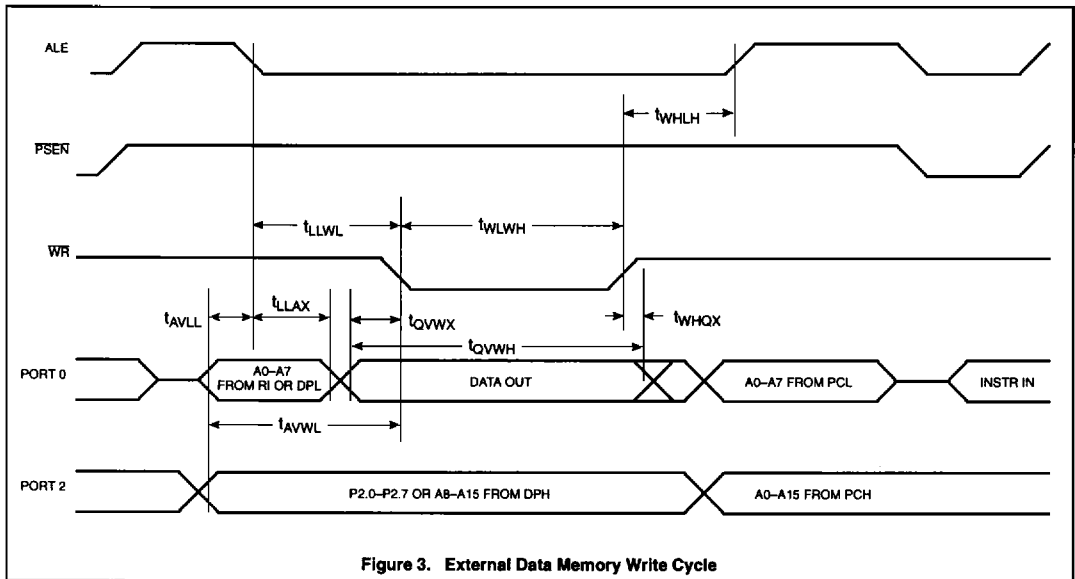 ALE
tWHLH
PSEN
tLLWL
tWLWH
WR
tAVLL
tLLAX
tQVWX
tWHQX
tQVWH
PORT 0
A0–A7
FROM RI OR DPL
DATA OUT
A0–A7 FROM PCL
INSTR IN
tAVWL
PORT 2
P2.0–P2.7 OR A8–A15 FROM DPH
A0–A15 FROM PCH
Figure 3. External Data Memory Write Cycle